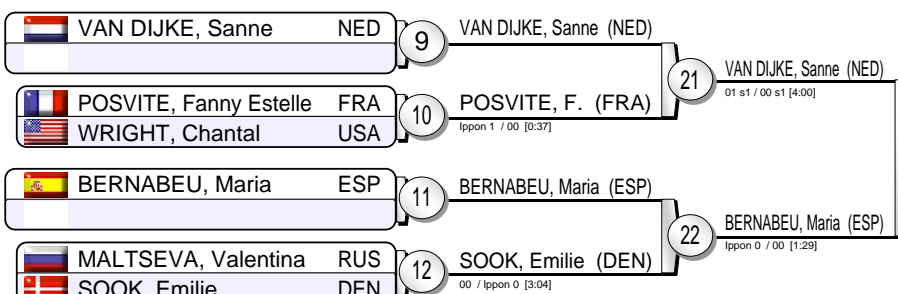 VAN DIJKE, Sanne NED
9
VAN DIJKE, Sanne (NED)
21
VAN DIJKE, Sanne (NED)
01 s1 / 00 s1 [4:00]
POSVITE, Fanny Estelle FRA
WRIGHT, Chantal USA
10
POSVITE, F. (FRA)
Ippon 1 / 00 [0:37]
BERNABEU, Maria ESP
11
BERNABEU, Maria (ESP)
22
BERNABEU, Maria (ESP)
Ippon 0 / 00 [1:29]
MALTSEVA, Valentina RUS
SOOK, Emilie DEN
12
SOOK, Emilie (DEN)
00 / Ippon 0 [3:04]